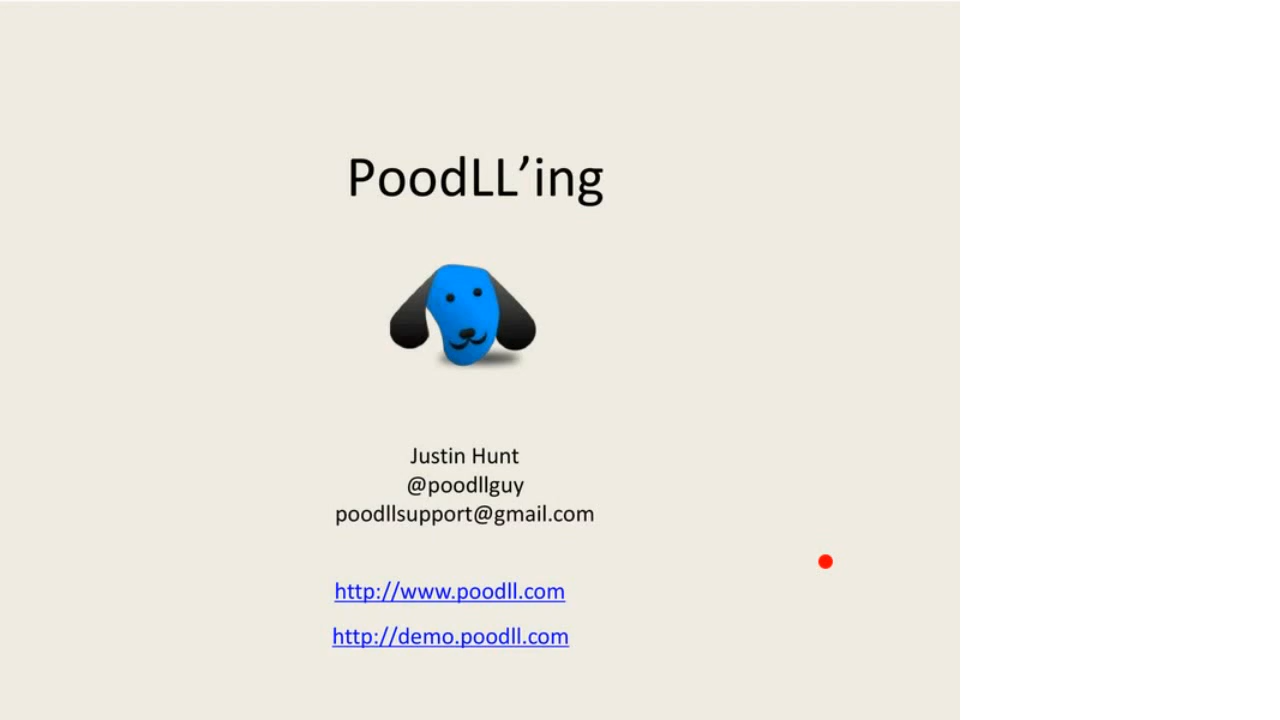 PoodLL’ing
Justin Hunt
@poodllguy
poodllsupport@gmail.com
http://www.poodll.com
http://demo.poodll.com